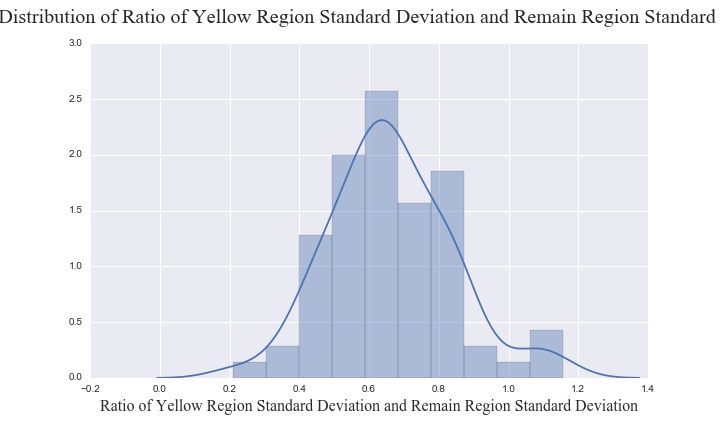 Distribution of Ratio of Yellow Region Standard Deviation and Remain Region Standard
3.0
2.5
2.0
1.5
1.0
0.5
0.0
−0.2 0.0 0.2 0.4 0.6 0.8 1.0 1.2 1.4
Ratio of Yellow Region Standard Deviation and Remain Region Standard Deviation